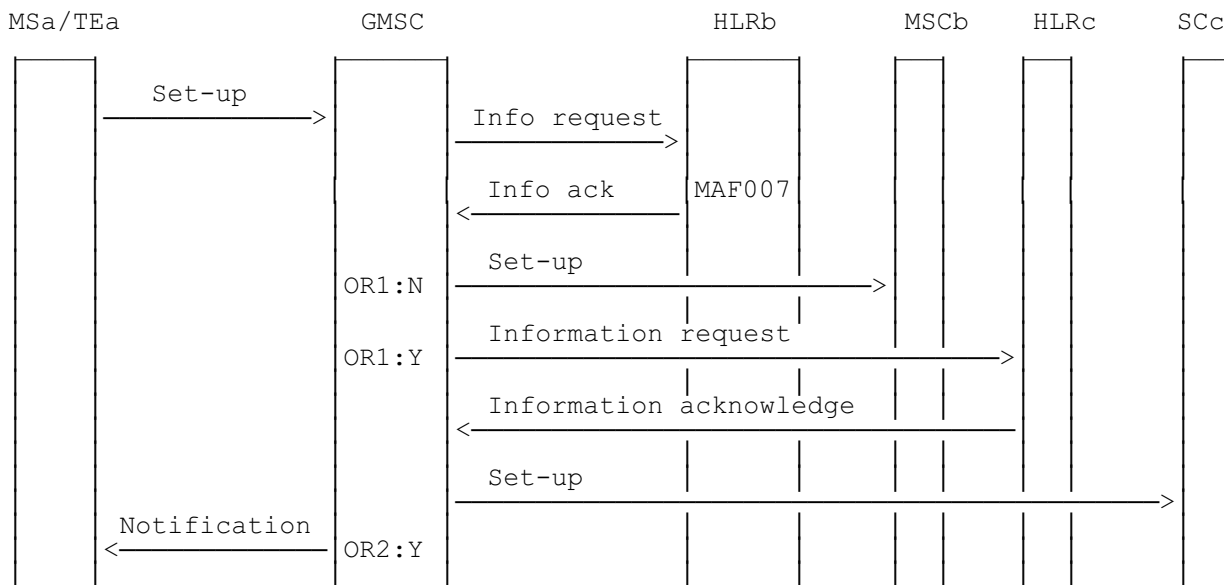 MSa/TEa GMSC HLRb MSCb HLRc SCc
Set-up
Info request
Info ack MAF007
Set-up
OR1:N
Information request
OR1:Y
Information acknowledge
Set-up
Notification
OR2:Y